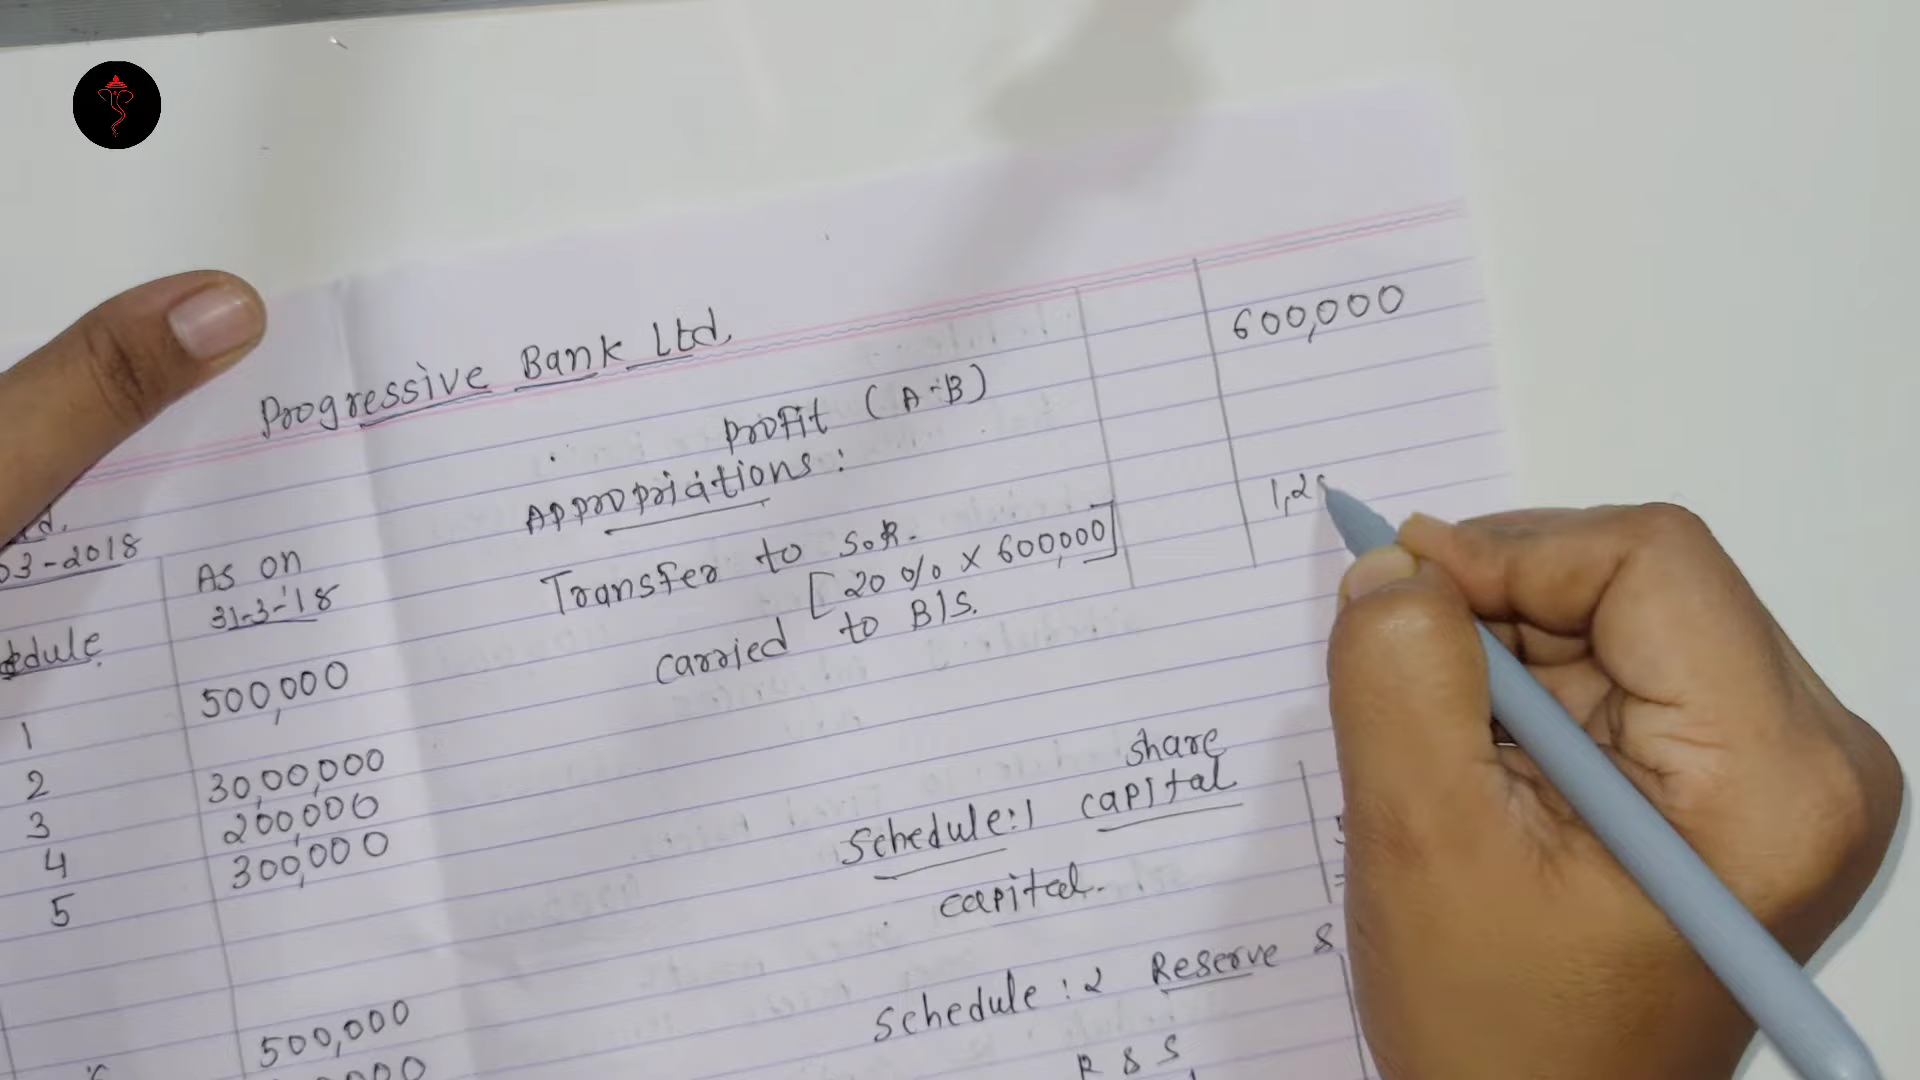 Progressive Bank Ltd.
Profit (A-B)
600,000
Appropriations:
Transfer to S.R.
[20% × 600,000]
1,2
carried to B/S.
03-2018
As on
31-3-'18
1
500,000
2
30,00,000
3
200,000
4
300,000
5
500,000
Schedule:1 share capital
capital.
Schedule:2 Reserve &
R & S